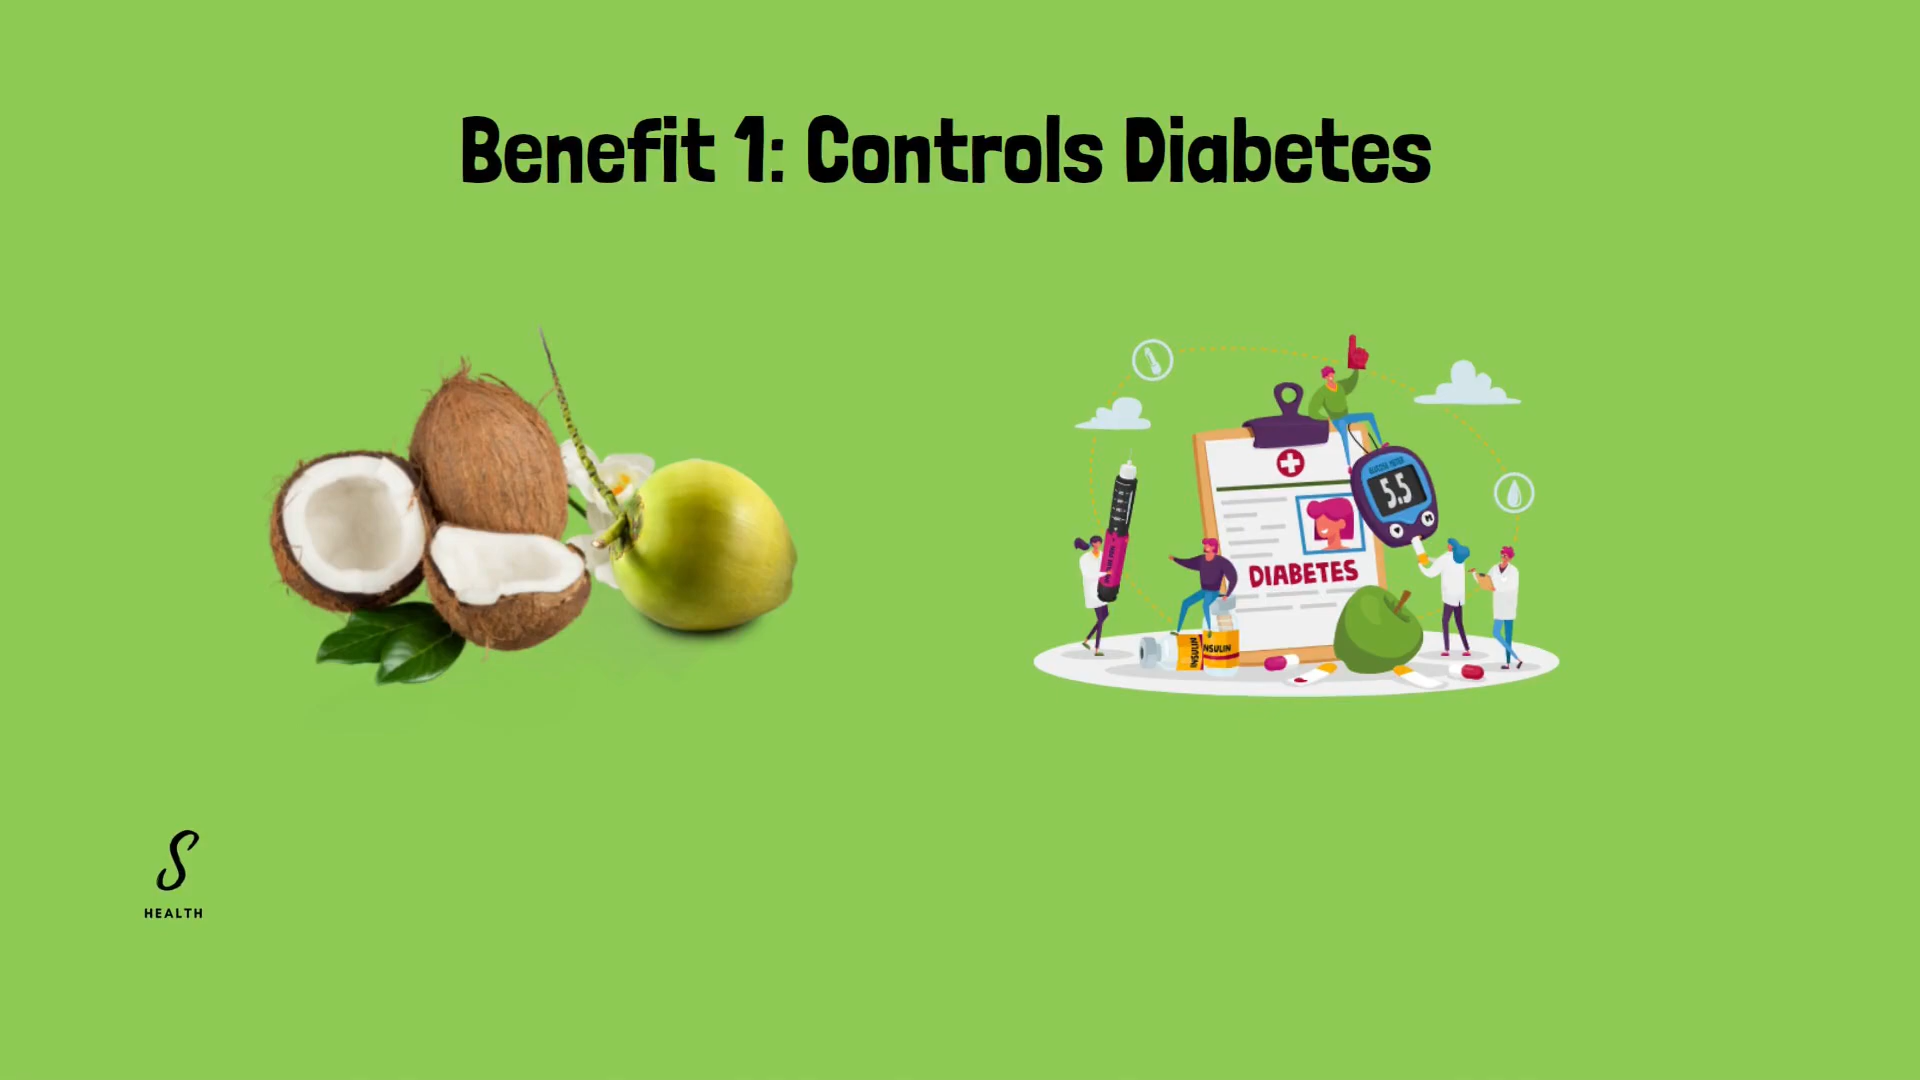 Benefit 1: Controls Diabetes
5.5
DIABETES
INSULIN
INSULIN
S
HEALTH